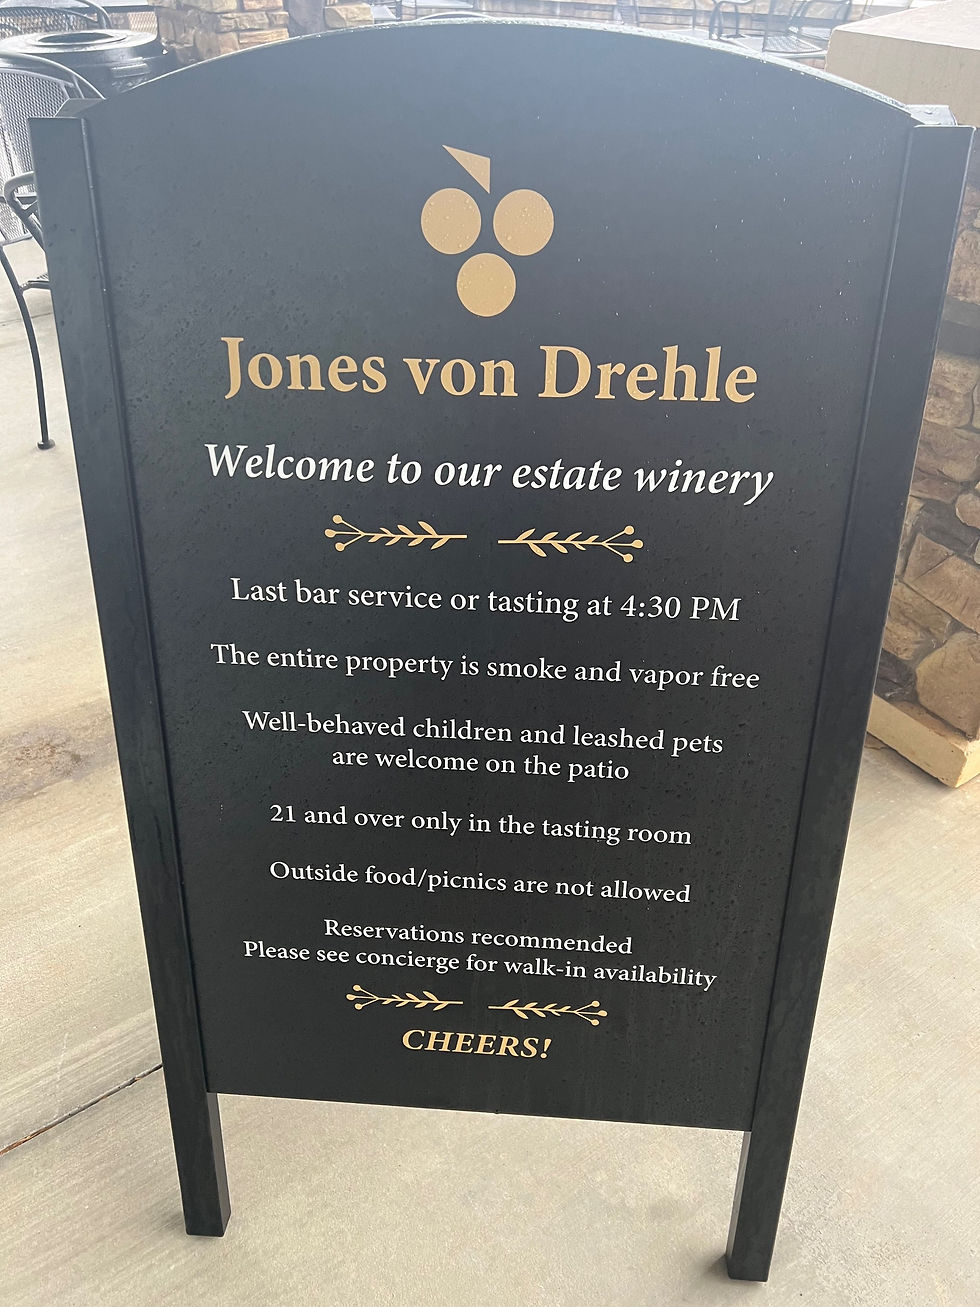 Jones von Drehle
Welcome to our estate winery
Last bar service or tasting at 4:30 PM
The entire property is smoke and vapor free
Well-behaved children and leashed pets
are welcome on the patio
21 and over only in the tasting room
Outside food/picnics are not allowed
Reservations recommended
Please see concierge for walk-in availability
CHEERS!